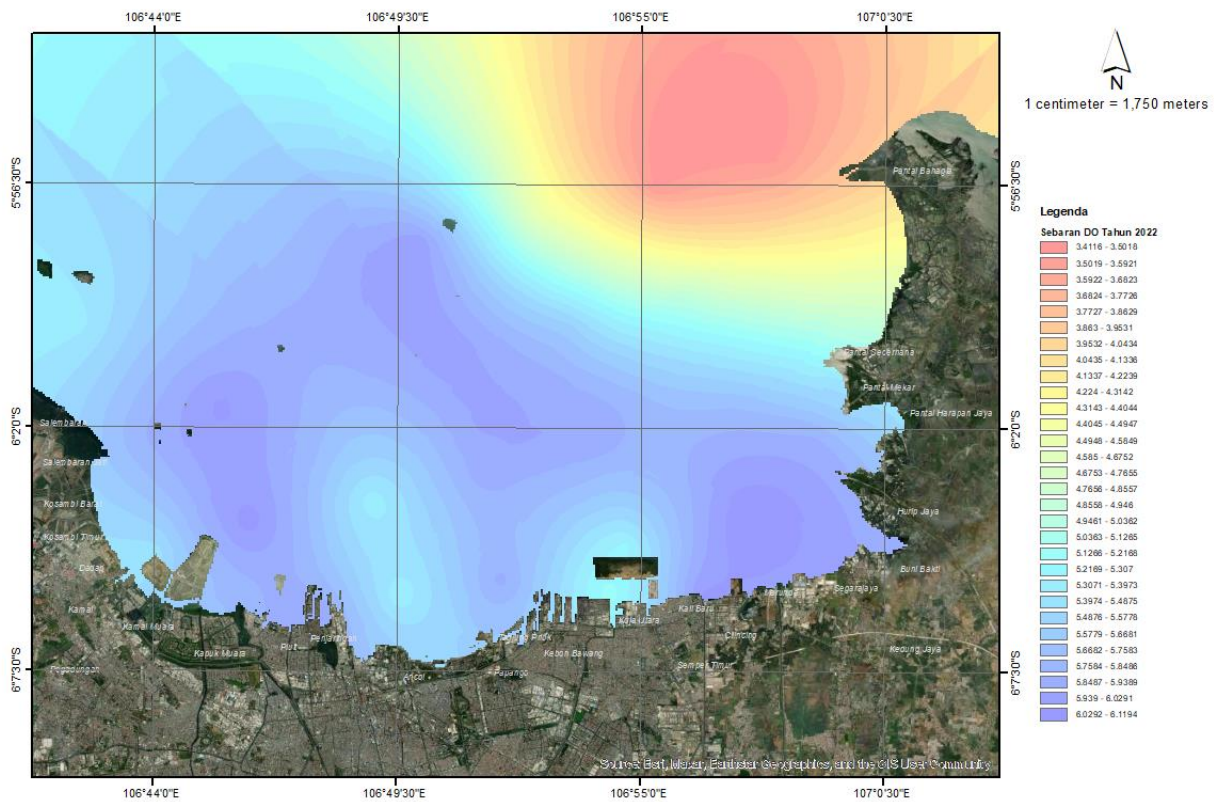 106°44'0"E 106°49'30"E 106°55'0"E 107°0'30"E
N
1 centimeter = 1,750 meters
5°56'30"S
5°56'30"S
Pantai Bahagia
Legenda
Sebaran DO Tahun 2022
3.4116 - 3.5018
3.5019 - 3.5921
3.5922 - 3.6823
3.6824 - 3.7726
3.7727 - 3.8629
3.863 - 3.9531
3.9532 - 4.0434
4.0435 - 4.1336
4.1337 - 4.2239
4.224 - 4.3142
4.3143 - 4.4044
4.4045 - 4.4947
4.4948 - 4.5849
4.585 - 4.6752
4.6753 - 4.7655
4.7656 - 4.8557
4.8558 - 4.946
4.9461 - 5.0362
5.0363 - 5.1265
5.1266 - 5.2168
5.2169 - 5.307
5.3071 - 5.3973
5.3974 - 5.4875
5.4876 - 5.5778
5.5779 - 5.6681
5.6682 - 5.7583
5.7584 - 5.8486
5.8487 - 5.9389
5.939 - 6.0291
6.0292 - 6.1194
Pantai Sederhana
Pantai Mekar
Pantai Harapan Jaya
6°2'0"S
6°2'0"S
Salembaran
Salembaran
Kosambi Barat
Hurip Jaya
Kosambi Timur
Dadap
Buni Bakti
Segarajaya
Kamal
Kali Baru
Kamal Muara
Koja Utara
Penjaringan
Cilincing
Pluit
Kapuk Muara
Kebon Bawang
Kedung Jaya
Semper Timur
Pegadungan
Papango
Ancol
6°7'30"S
6°7'30"S
Source: Esri, Maxar, Earthstar Geographics, and the GIS User Community
106°44'0"E 106°49'30"E 106°55'0"E 107°0'30"E